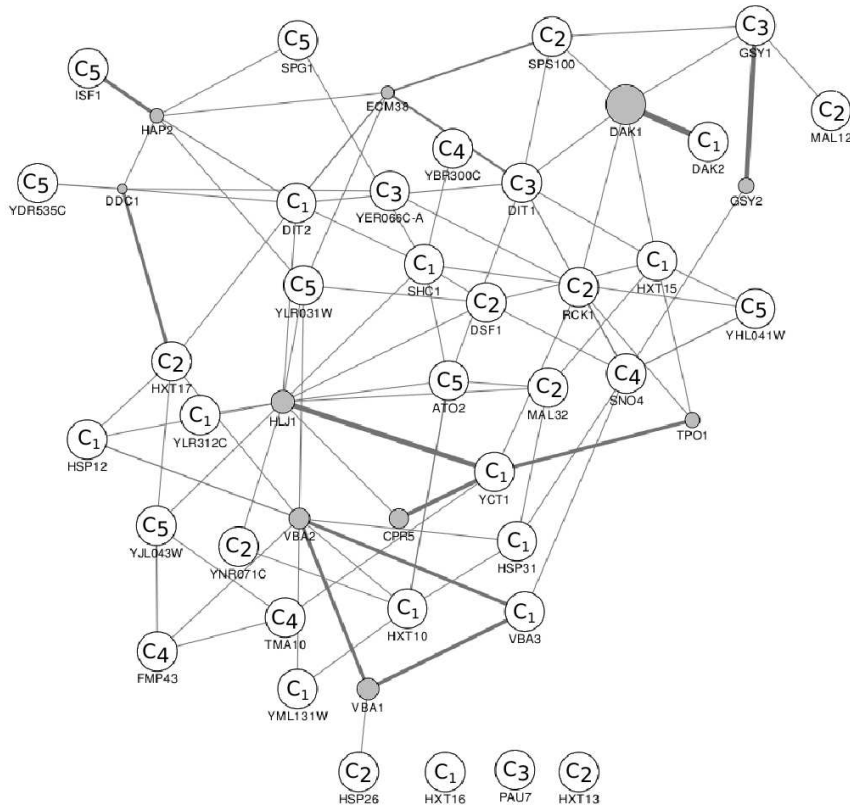 C3
GSY1
C2
SPS100
C5
SPG1
C5
ISF1
ECM38
HAP2
DAK1
C2
MAL12
C1
DAK2
C4
YBR300C
C5
YDR535C
DDC1
C1
DIT2
C3
YER066C-A
C3
DIT1
GSY2
C1
SHC1
C1
HXT15
C5
YLR031W
C2
DSF1
C2
RCK1
C5
YHL041W
C2
HXT17
C5
ATO2
C2
MAL32
C4
SNO4
C1
YLR312C
HLJ1
TPO1
C1
HSP12
C1
YCT1
C5
YJL043W
VBA2
CPR5
C2
YNR071C
C1
HSP31
C4
TMA10
C1
HXT10
C1
VBA3
C4
FMP43
C1
YML131W
VBA1
C2
HSP26
C1
HXT16
C3
PAU7
C2
HXT13